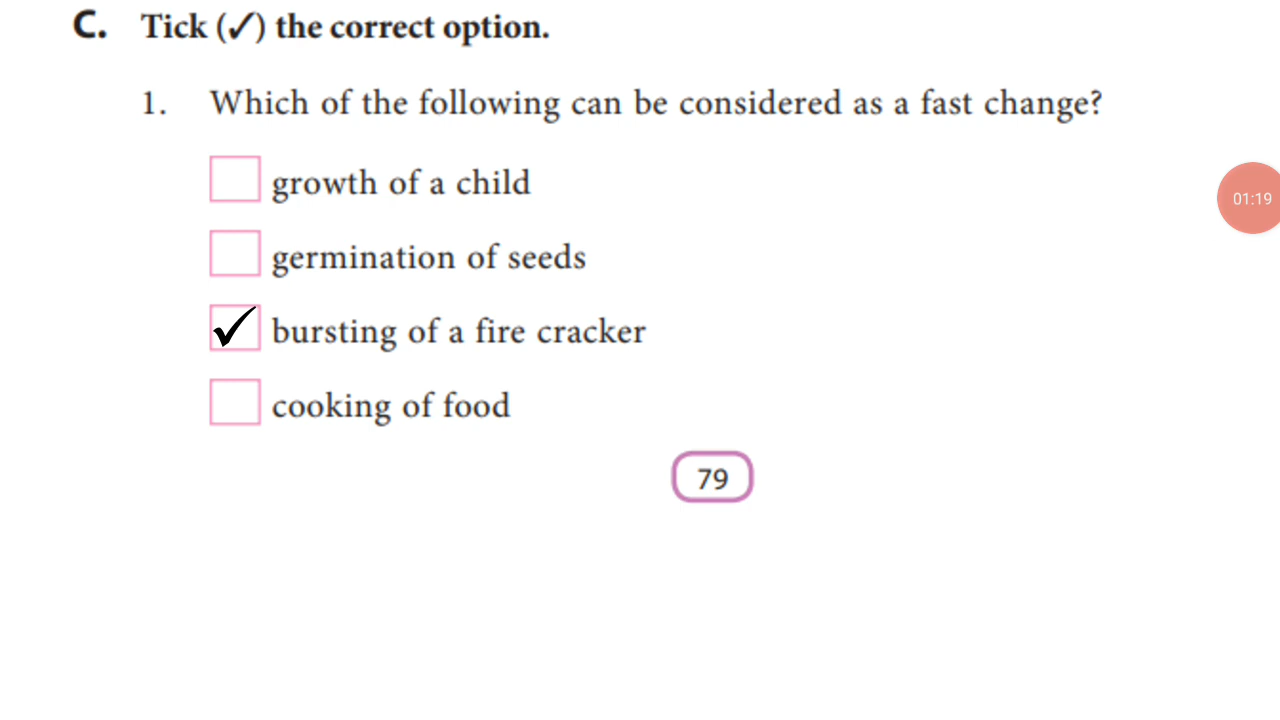 C. Tick (✓) the correct option.
1. Which of the following can be considered as a fast change?
growth of a child
01:19
germination of seeds
✓ bursting of a fire cracker
cooking of food
79